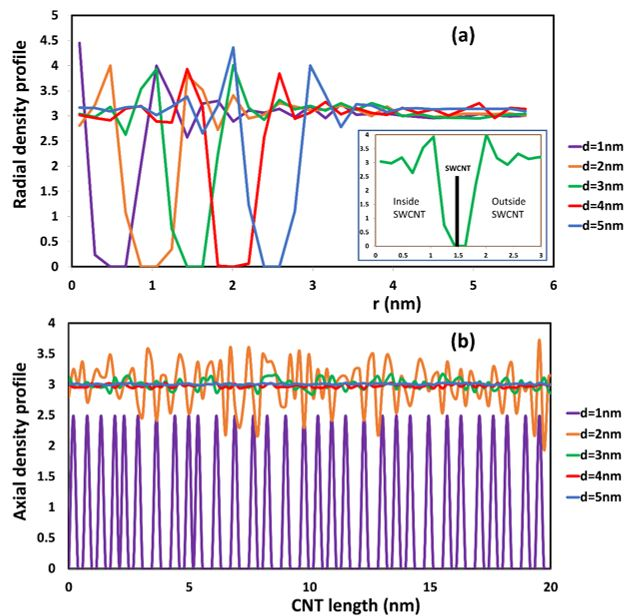 (a)
Radial density profile
5
4.5
4
3.5
3
2.5
2
1.5
1
0.5
0
0 1 2 3 4 5 6
r (nm)
d=1nm
d=2nm
d=3nm
d=4nm
d=5nm
4
3.5
3
2.5
2
1.5
1
0.5
0
SWCNT
Inside
SWCNT
Outside
SWCNT
0 0.5 1 1.5 2 2.5 3
(b)
Axial density profile
4
3.5
3
2.5
2
1.5
1
0.5
0
0 5 10 15 20
CNT length (nm)
d=1nm
d=2nm
d=3nm
d=4nm
d=5nm